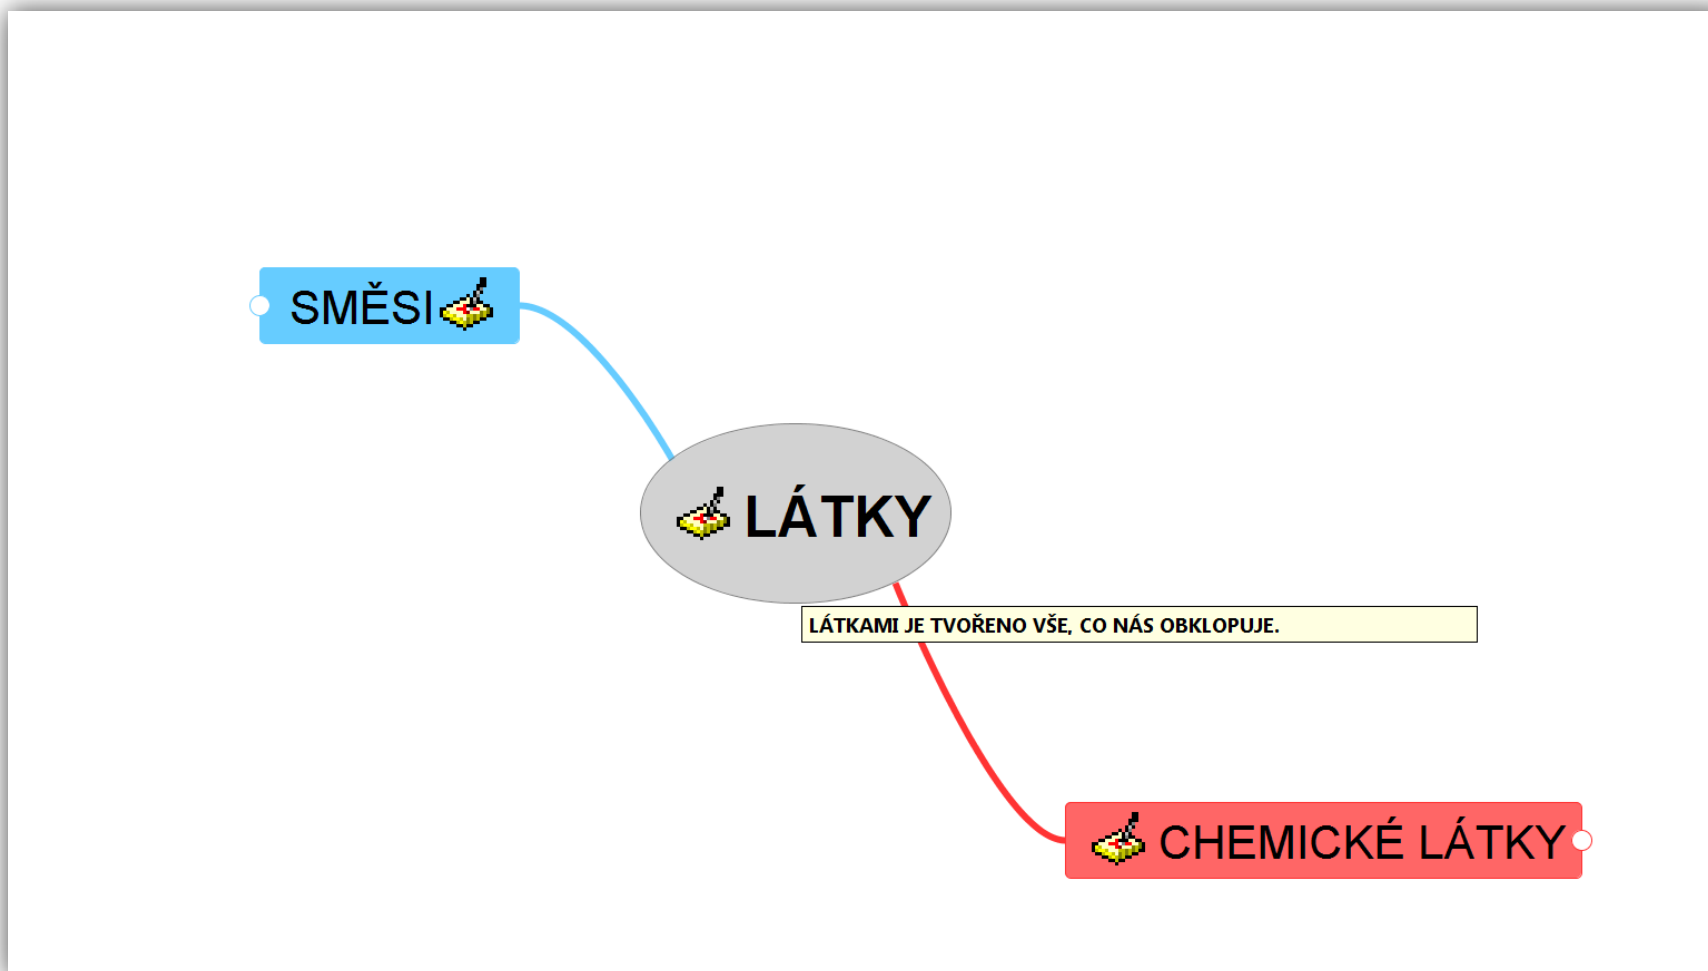 SMĚSI
LÁTKY
LÁTKAMI JE TVOŘENO VŠE, CO NÁS OBKLOPUJE.
CHEMICKÉ LÁTKY